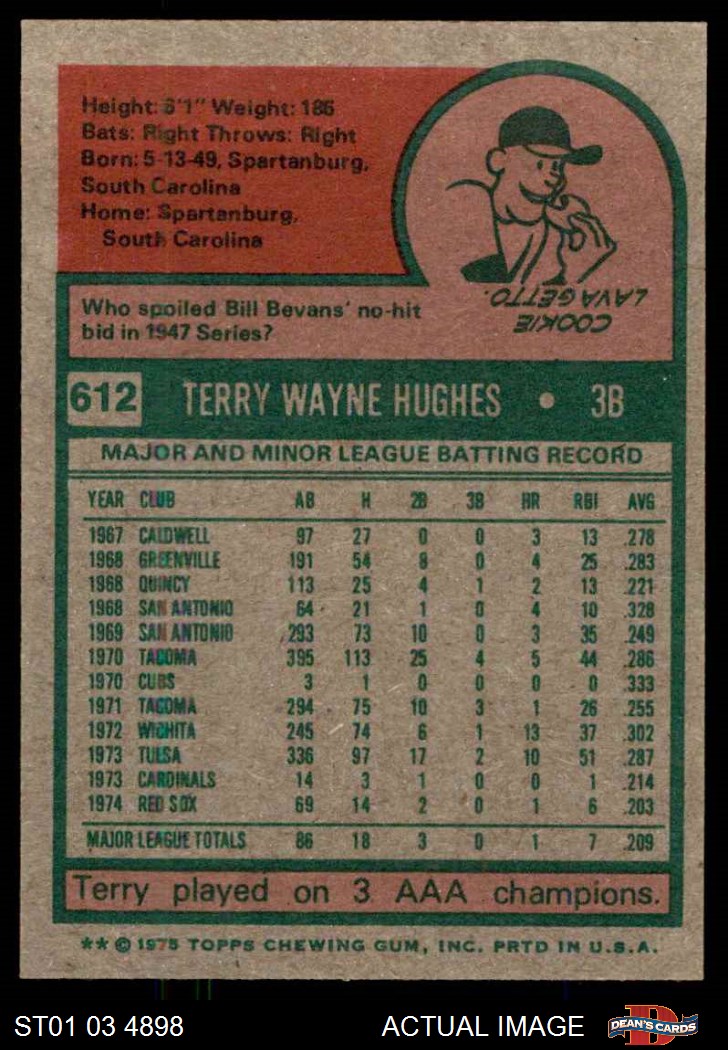 Height: 6'1" Weight: 185
Bats: Right Throws: Right
Born: 5-13-49, Spartanburg,
South Carolina
Home: Spartanburg,
South Carolina
COOKIE
LAVAGETTO.
Who spoiled Bill Bevans' no-hit
bid in 1947 Series?
612 TERRY WAYNE HUGHES • 3B
MAJOR AND MINOR LEAGUE BATTING RECORD
YEAR CLUB AB H 2B 3B HR RBI AVG
1967 CALDWELL 97 27 0 0 3 13 .278
1968 GREENVILLE 191 54 8 0 4 25 .283
1968 QUINCY 113 25 4 1 2 13 .221
1968 SAN ANTONIO 64 21 1 0 4 10 .328
1969 SAN ANTONIO 293 73 10 0 3 35 .249
1970 TACOMA 395 113 25 4 5 44 .286
1970 CUBS 3 1 0 0 0 0 .333
1971 TACOMA 294 75 10 3 1 26 .255
1972 WICHITA 245 74 6 1 13 37 .302
1973 TULSA 336 97 17 2 10 51 .287
1973 CARDINALS 14 3 1 0 0 1 .214
1974 RED SOX 69 14 2 0 1 6 .203
MAJOR LEAGUE TOTALS 86 18 3 0 1 7 .209
Terry played on 3 AAA champions.
** © 1975 TOPPS CHEWING GUM, INC. PRTD IN U.S.A.
ST01 03 4898 ACTUAL IMAGE D DEAN'S CARDS